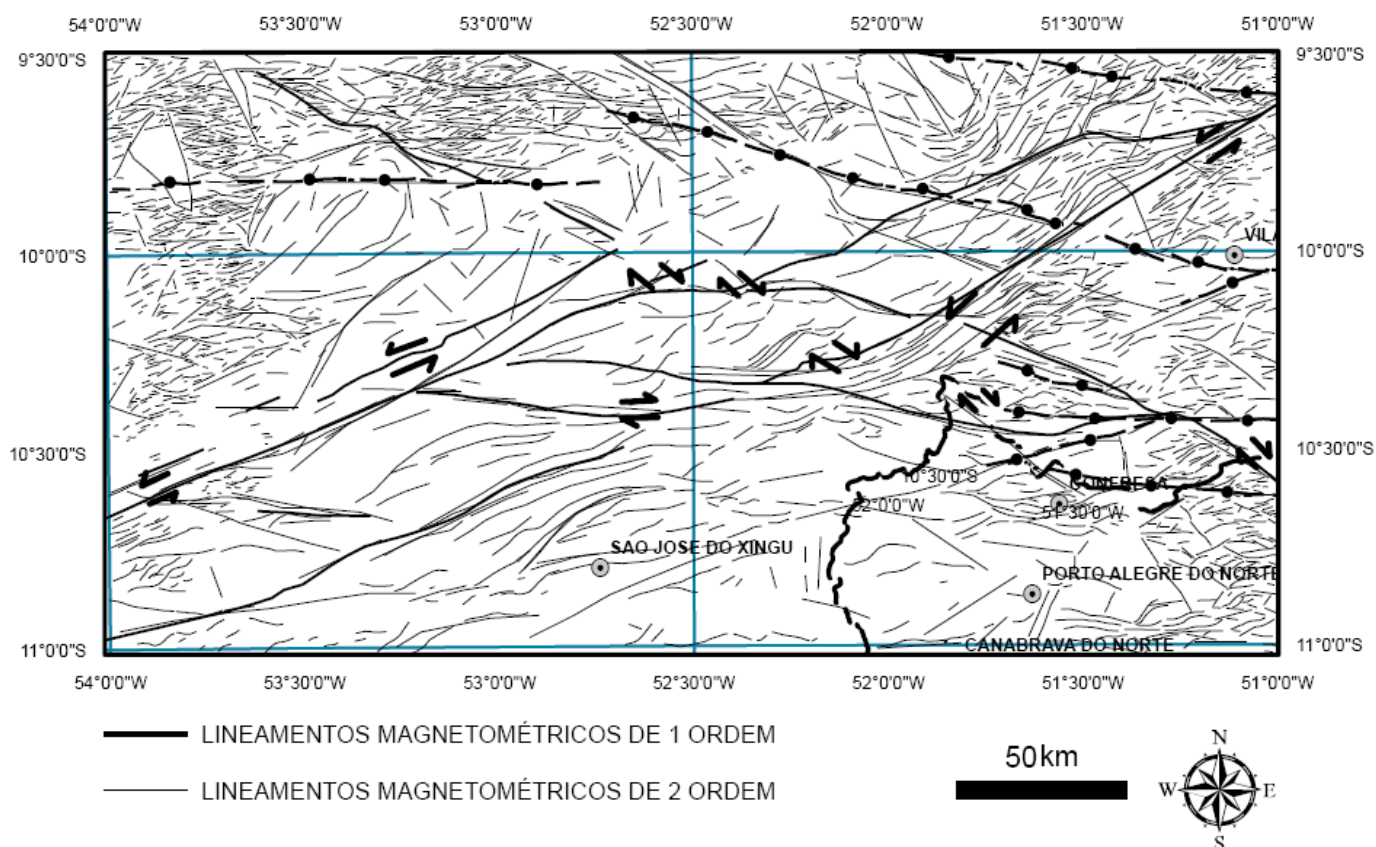 54°0'0"W 53°30'0"W 53°0'0"W 52°30'0"W 52°0'0"W 51°30'0"W 51°0'0"W
9°30'0"S 9°30'0"S
VILA
10°0'0"S 10°0'0"S
10°30'0"S 10°30'0"S
10°30'0"S
52°0'0"W
51°30'0"W
SAO JOSE DO XINGU
PORTO ALEGRE DO NORTE
CANABRAVA DO NORTE
11°0'0"S 11°0'0"S
54°0'0"W 53°30'0"W 53°0'0"W 52°30'0"W 52°0'0"W 51°30'0"W 51°0'0"W
LINEAMENTOS MAGNETOMÉTRICOS DE 1 ORDEM
LINEAMENTOS MAGNETOMÉTRICOS DE 2 ORDEM
50km
N
W E
S